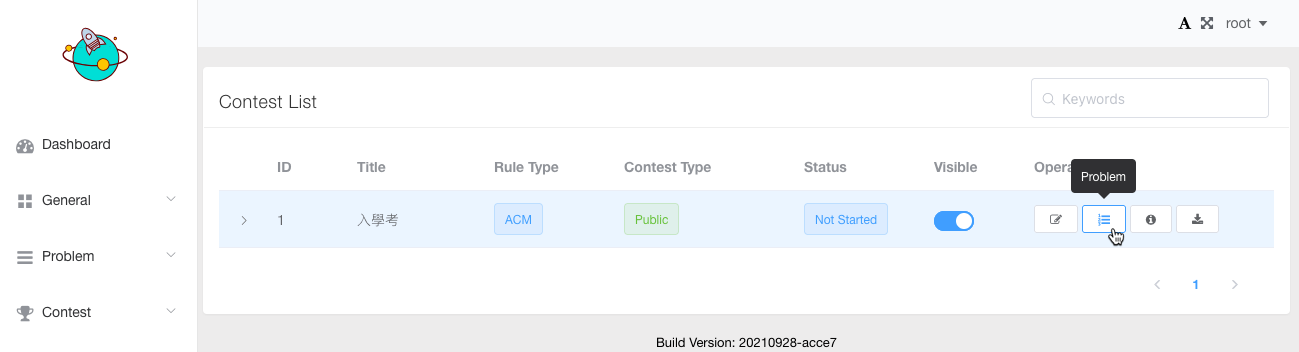 A root
Contest List
Keywords
Dashboard
ID Title Rule Type Contest Type Status Visible Opera
Problem
General
1 入學考 ACM Public Not Started
Problem
1
Contest
Build Version: 20210928-acce7